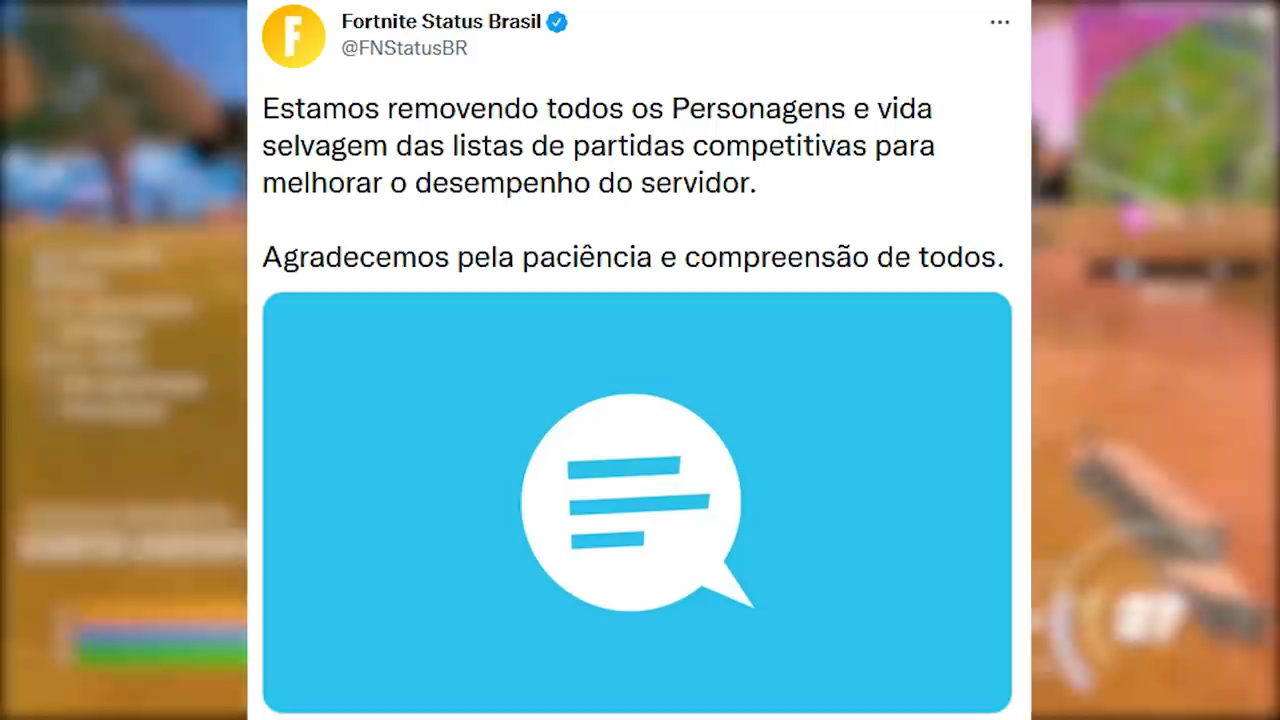 Fortnite Status Brasil
@FNStatusBR
Estamos removendo todos os Personagens e vida
selvagem das listas de partidas competitivas para
melhorar o desempenho do servidor.
Agradecemos pela paciência e compreensão de todos.